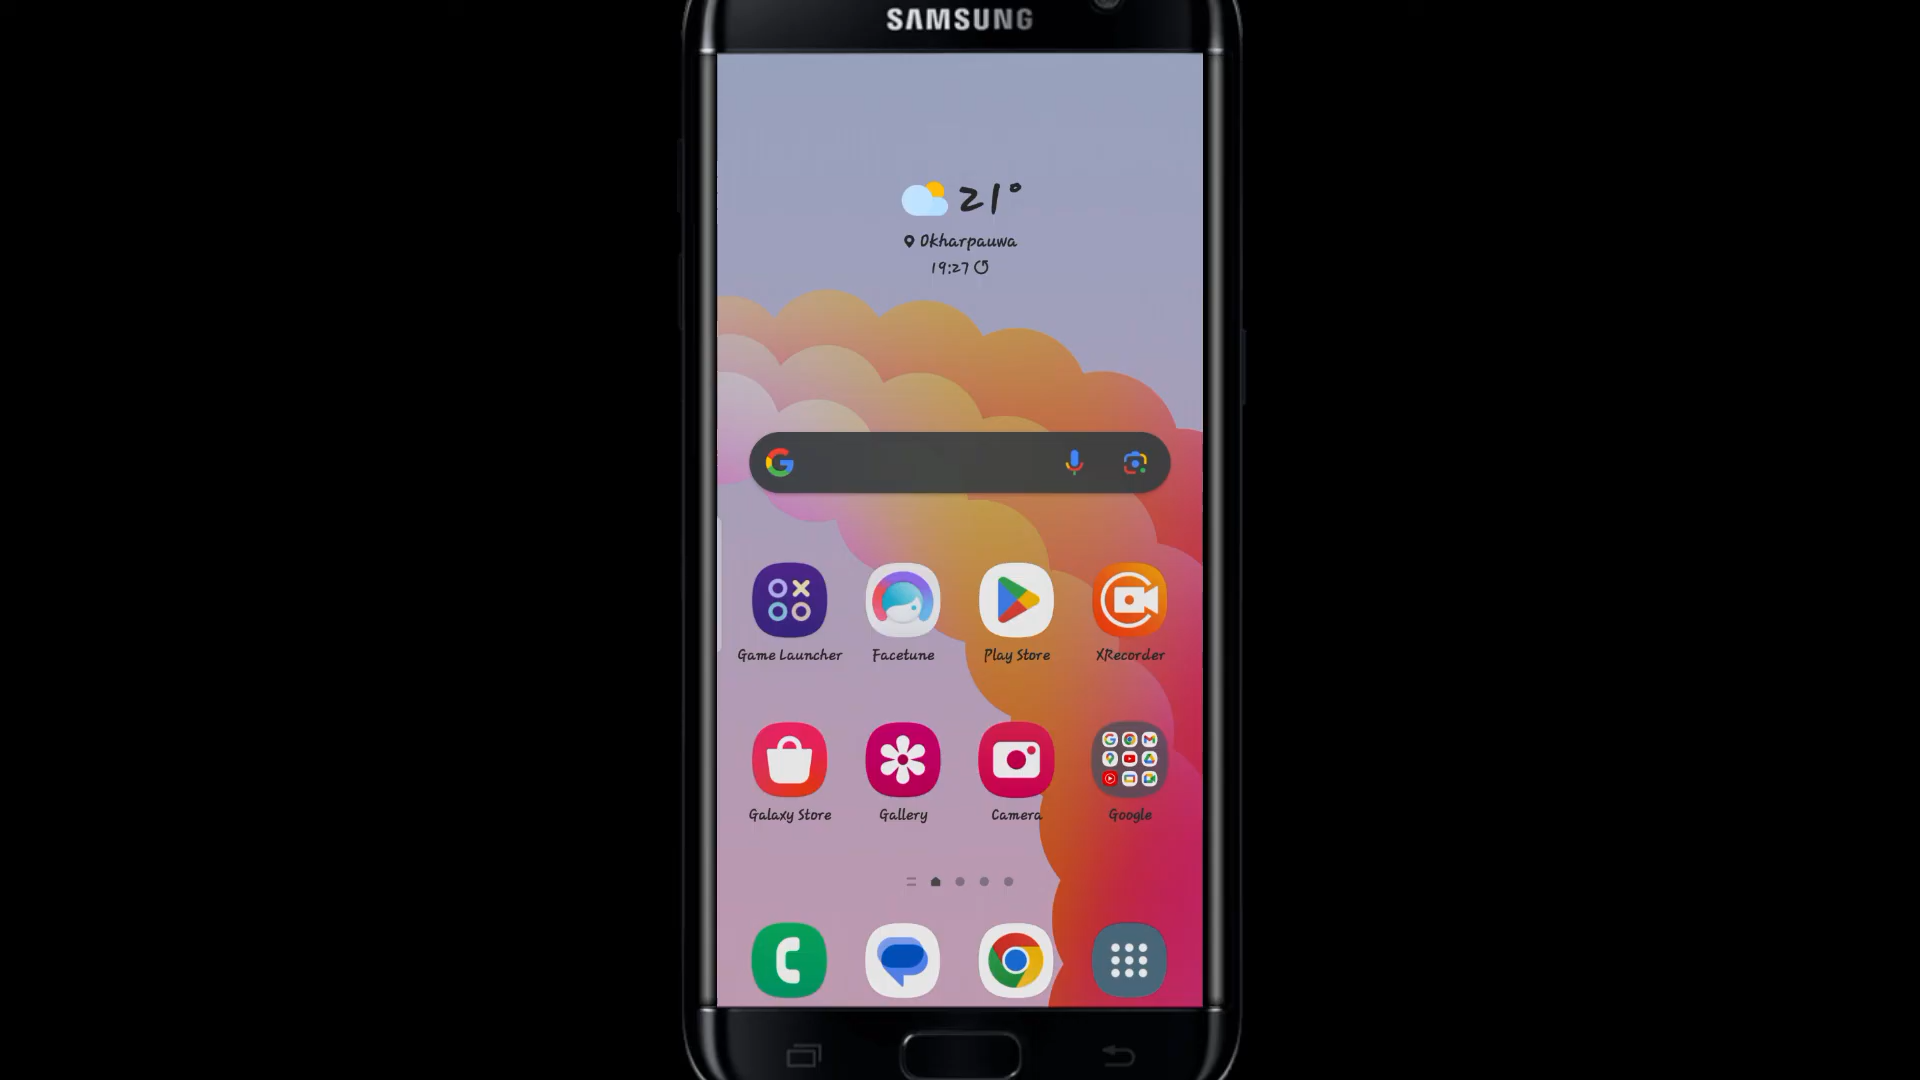 SAMSUNG
21°
Okharpauwa
19:27
Game Launcher
Facetune
Play Store
XRecorder
Galaxy Store
Gallery
Camera
Google